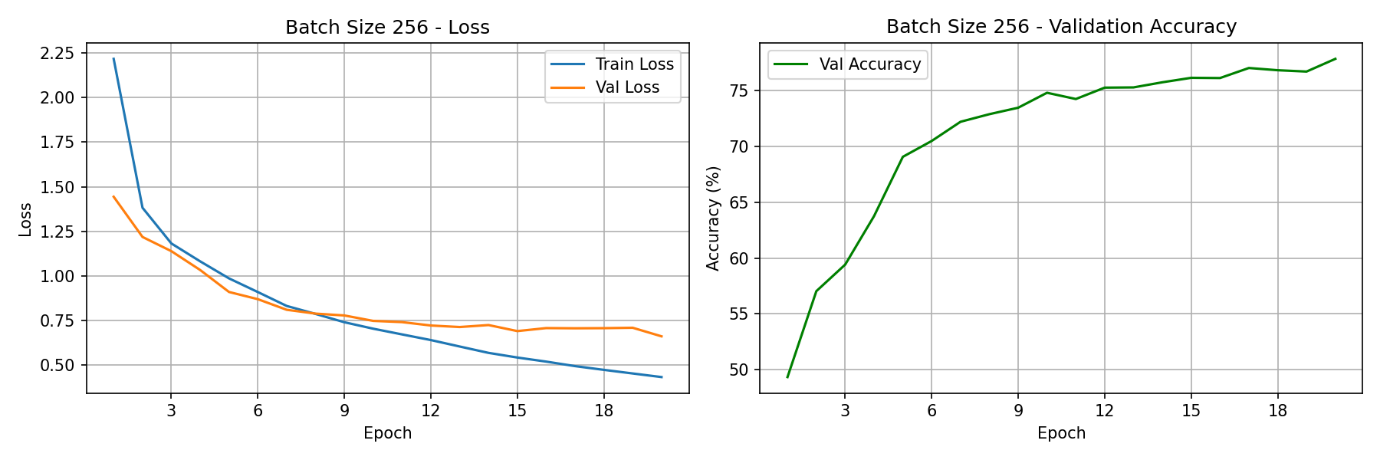 Batch Size 256 - Loss
2.25
2.00
1.75
1.50
1.25
1.00
0.75
0.50
Loss
Train Loss
Val Loss
3 6 9 12 15 18
Epoch
Batch Size 256 - Validation Accuracy
75
70
65
60
55
50
Accuracy (%)
Val Accuracy
3 6 9 12 15 18
Epoch